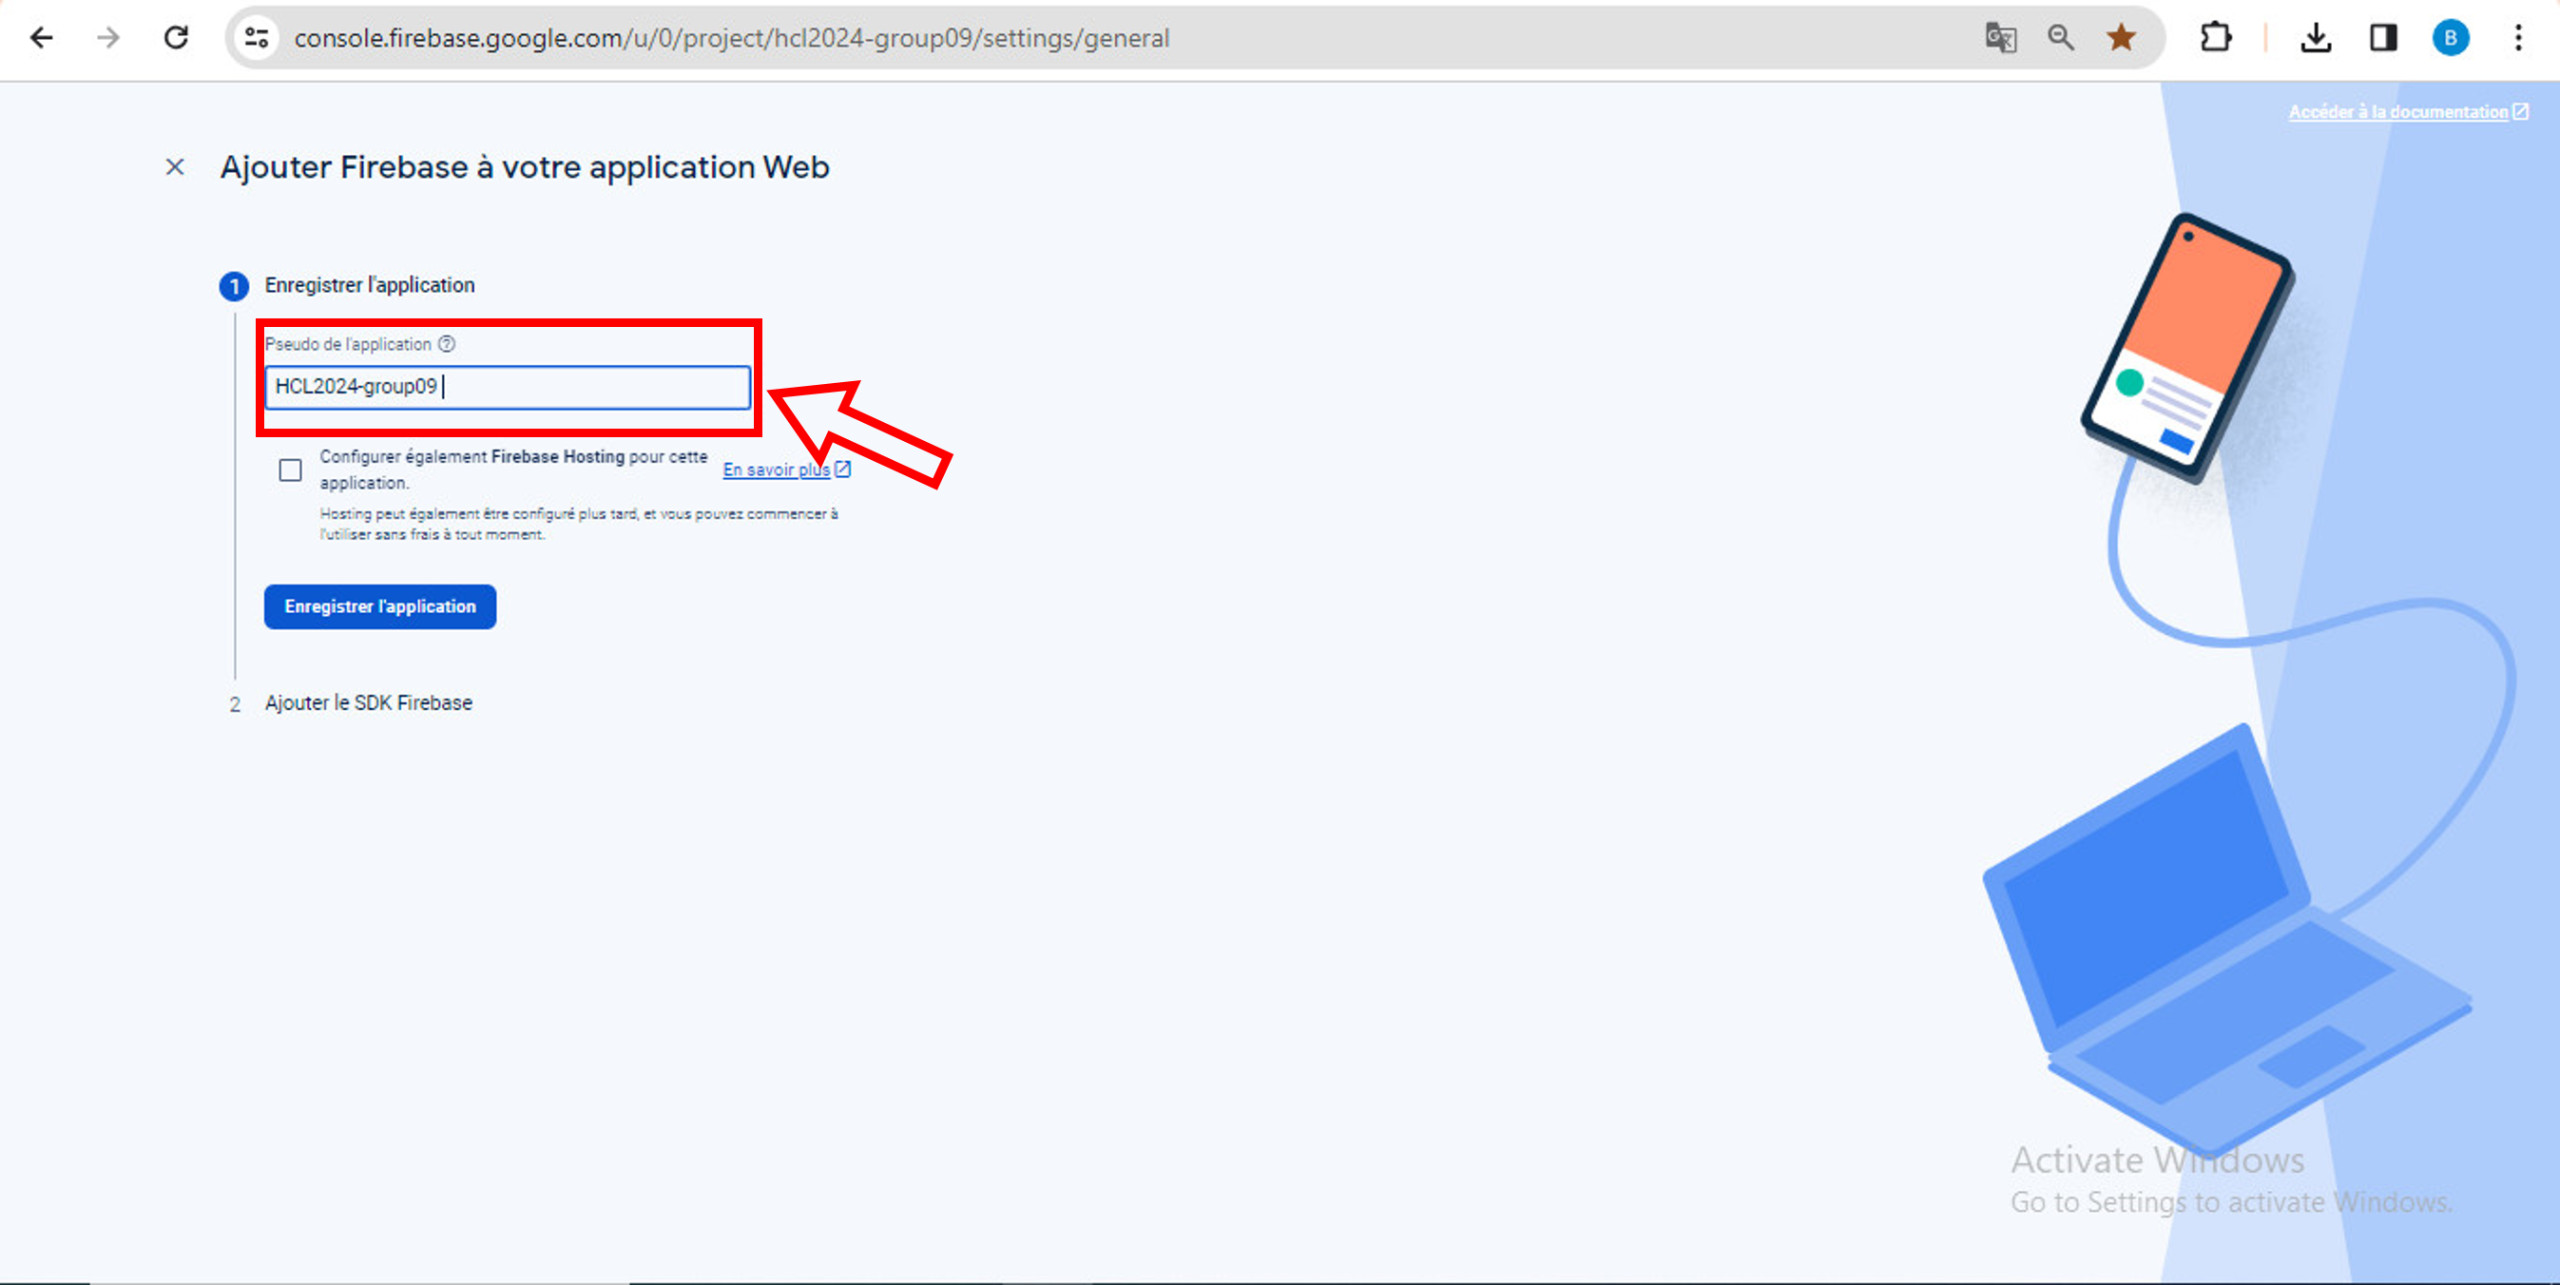 console.firebase.google.com/u/0/project/hcl2024-group09/settings/general
B
Accéder à la documentation
Ajouter Firebase à votre application Web
1 Enregistrer l'application
Pseudo de l'application
HCL2024-group09
Configurer également Firebase Hosting pour cette
application.
En savoir plus
Hosting peut également être configuré plus tard, et vous pouvez commencer à
l'utiliser sans frais à tout moment.
Enregistrer l'application
2 Ajouter le SDK Firebase
Activate Windows
Go to Settings to activate Windows.